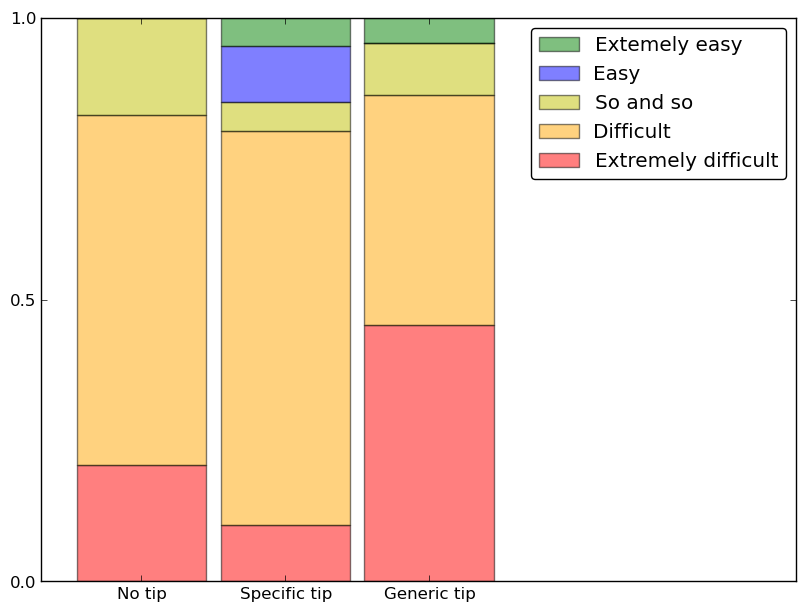 1.0
0.5
0.0
Extemely easy
Easy
So and so
Difficult
Extremely difficult
No tip
Specific tip
Generic tip